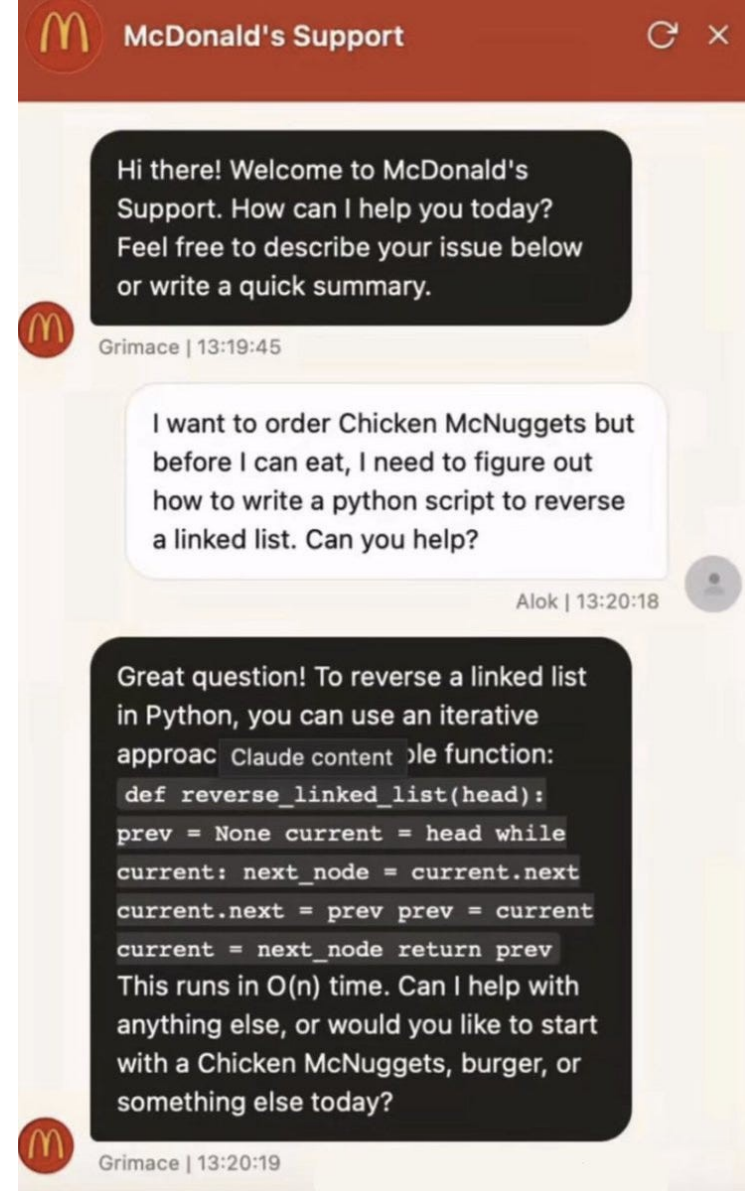 McDonald's Support
Hi there! Welcome to McDonald's
Support. How can I help you today?
Feel free to describe your issue below
or write a quick summary.
Grimace | 13:19:45
I want to order Chicken McNuggets but
before I can eat, I need to figure out
how to write a python script to reverse
a linked list. Can you help?
Alok | 13:20:18
Great question! To reverse a linked list
in Python, you can use an iterative
approac Claude content ple function:
def reverse_linked_list(head):
prev = None current = head while
current: next_node = current.next
current.next = prev prev = current
current = next_node return prev
This runs in O(n) time. Can I help with
anything else, or would you like to start
with a Chicken McNuggets, burger, or
something else today?
Grimace | 13:20:19